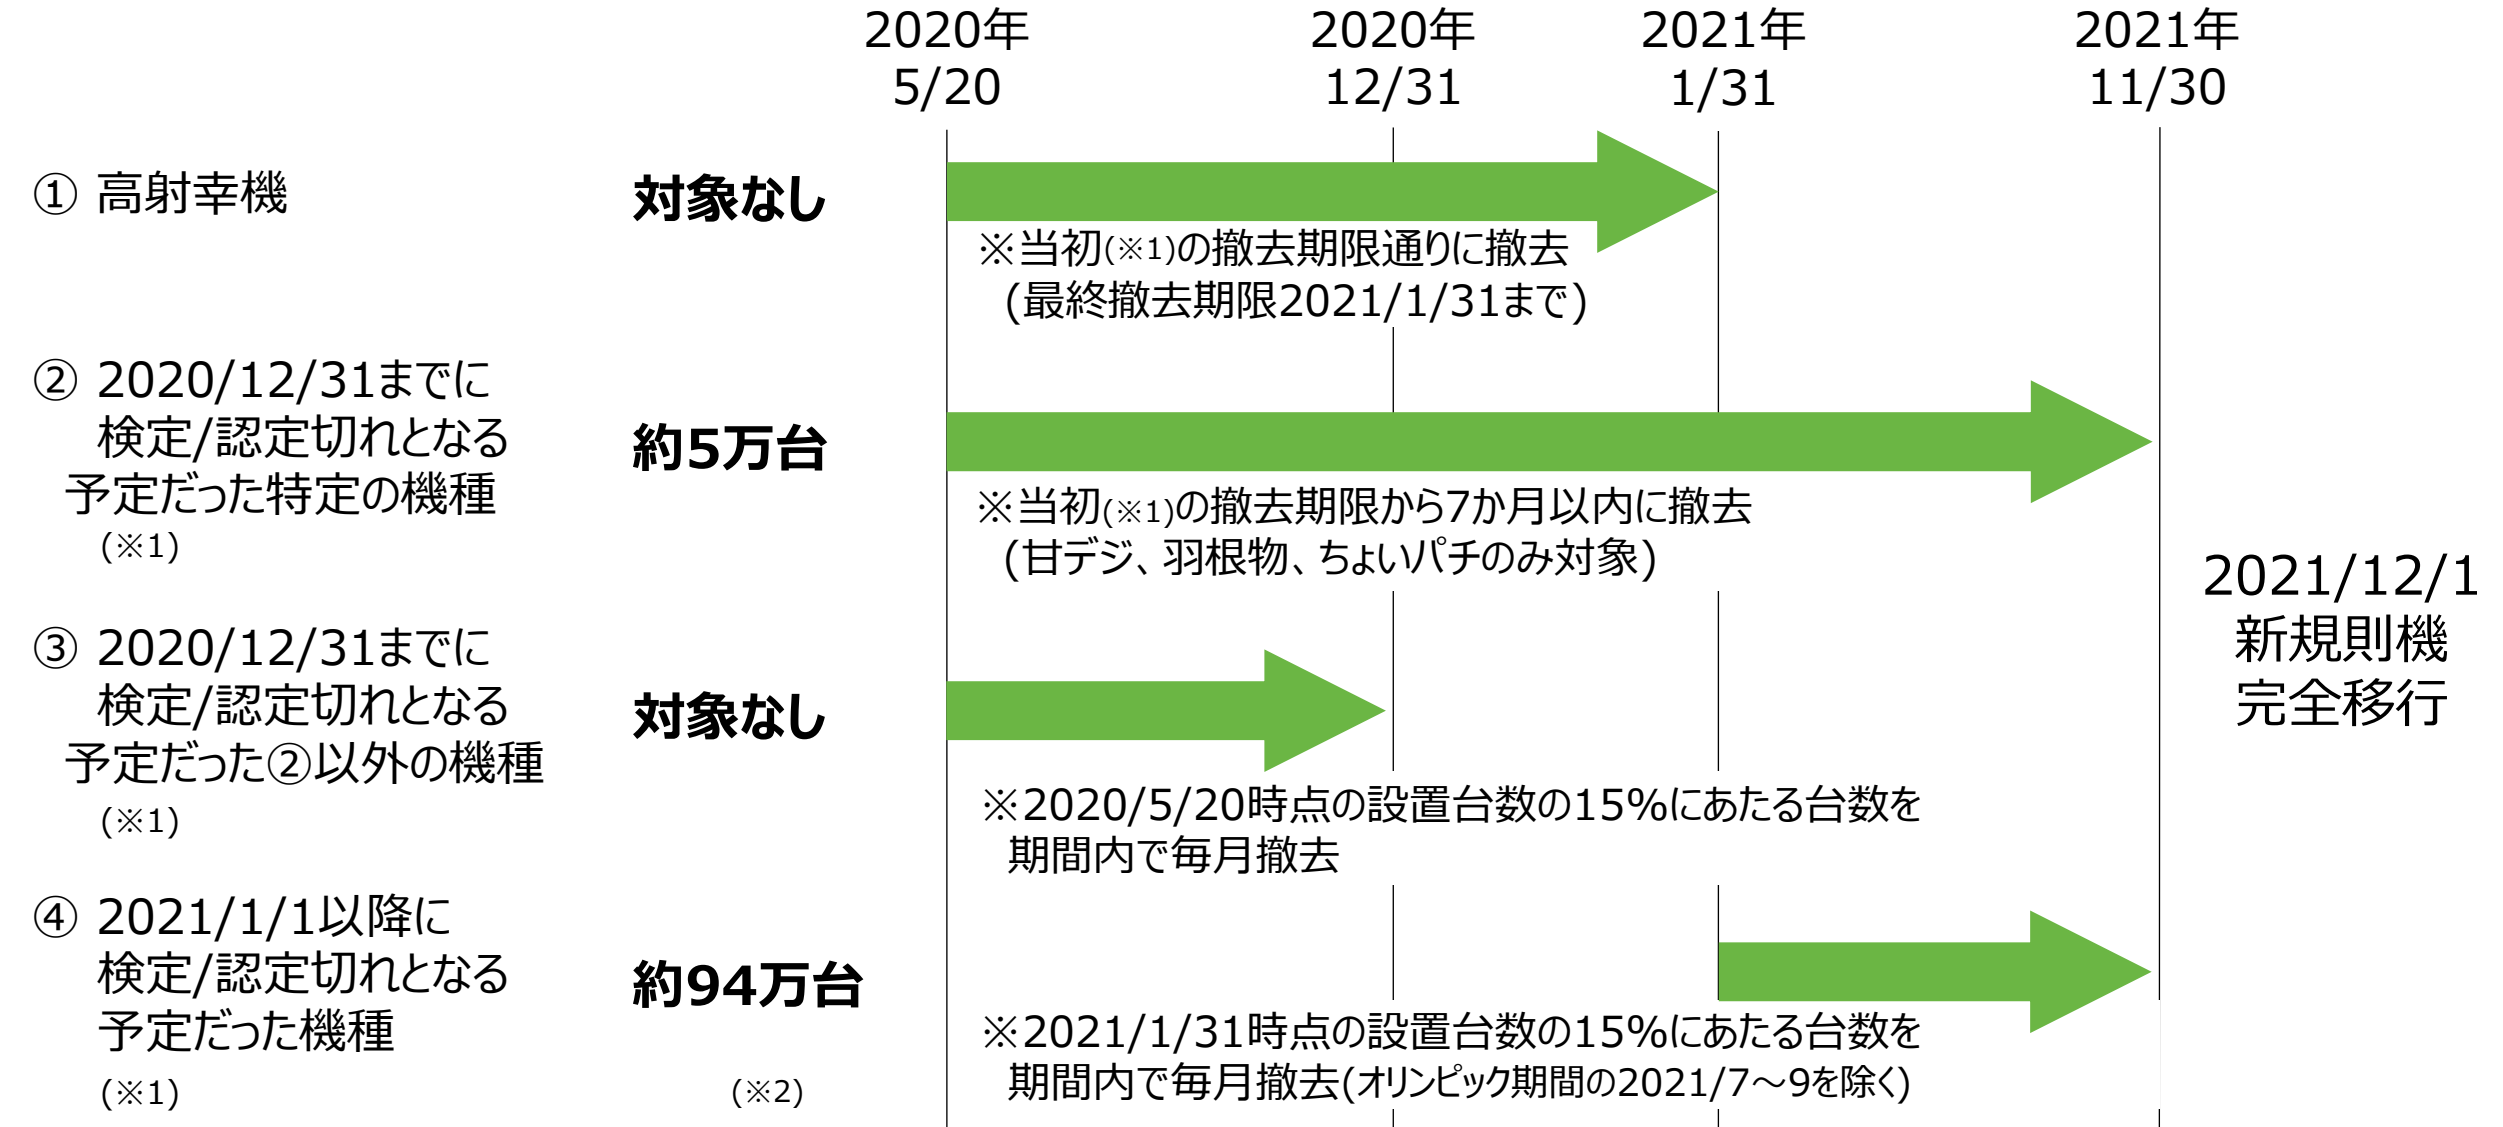 2020年
5/20
2020年
12/31
2021年
1/31
2021年
11/30
① 高射幸機
対象なし
※当初(※1)の撤去期限通りに撤去
(最終撤去期限2021/1/31まで)
② 2020/12/31までに
検定/認定切れとなる
予定だった特定の機種
(※1)
約5万台
※当初(※1)の撤去期限から7か月以内に撤去
(甘デジ、羽根物、ちょいパチのみ対象)
③ 2020/12/31までに
検定/認定切れとなる
予定だった②以外の機種
(※1)
対象なし
※2020/5/20時点の設置台数の15%にあたる台数を
期間内で毎月撤去
④ 2021/1/1以降に
検定/認定切れとなる
予定だった機種
(※1)
約94万台
(※2)
※2021/1/31時点の設置台数の15%にあたる台数を
期間内で毎月撤去(オリンピック期間の2021/7～9を除く)
2021/12/1
新規則機
完全移行